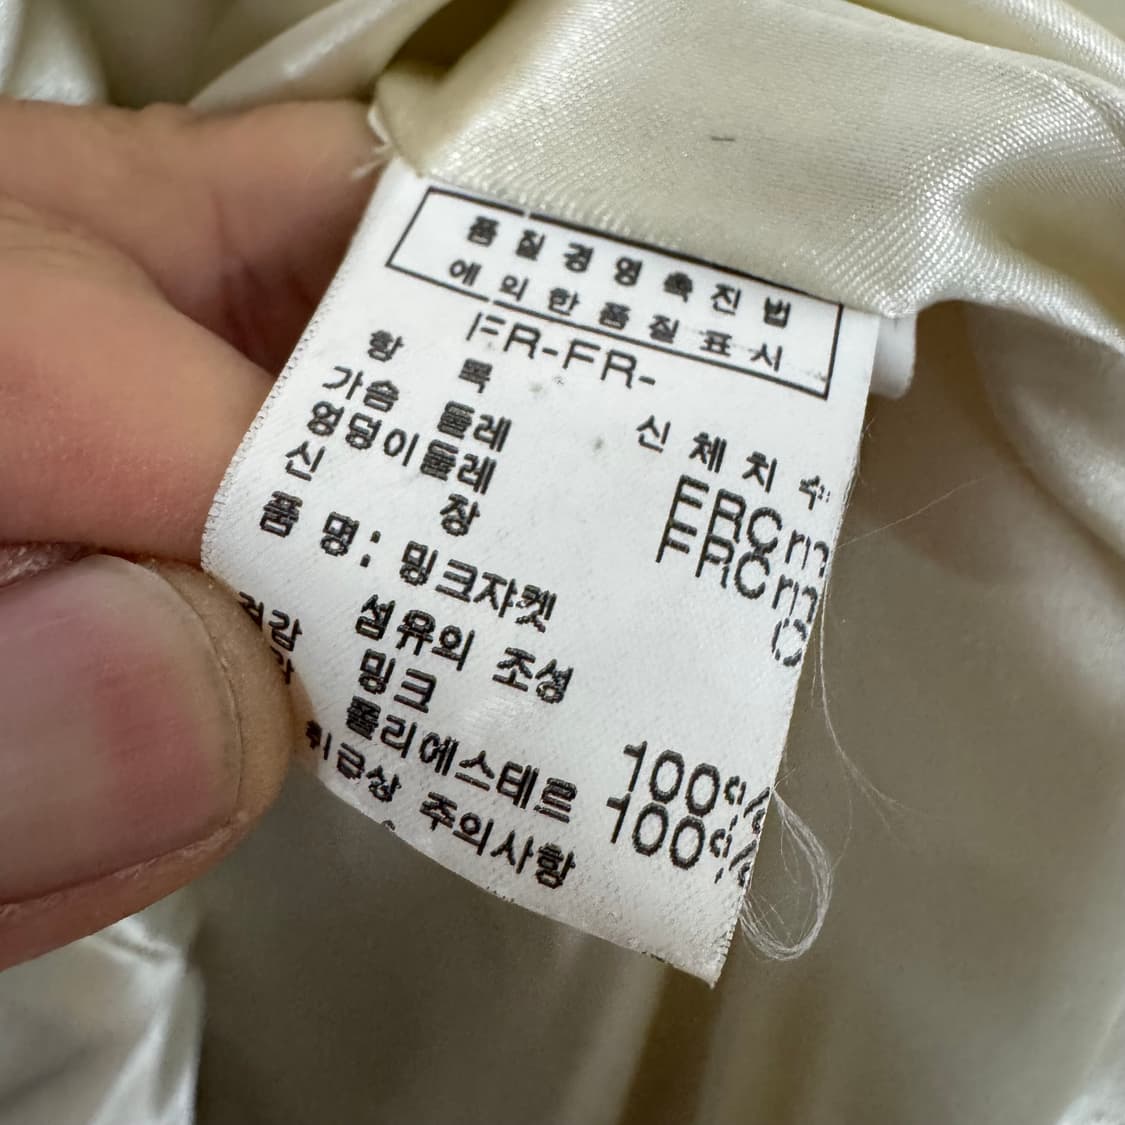 품질경영촉진법
에 의한 품질표시
FR-FR-
항 목 신체치수
가슴 둘레 FRCm
엉덩이둘레 FRCm
신 장
품 명: 밍크쟈켓
섬유의 조성
겉감 밍크 100%
폴리에스테르 100%
취급상 주의사항